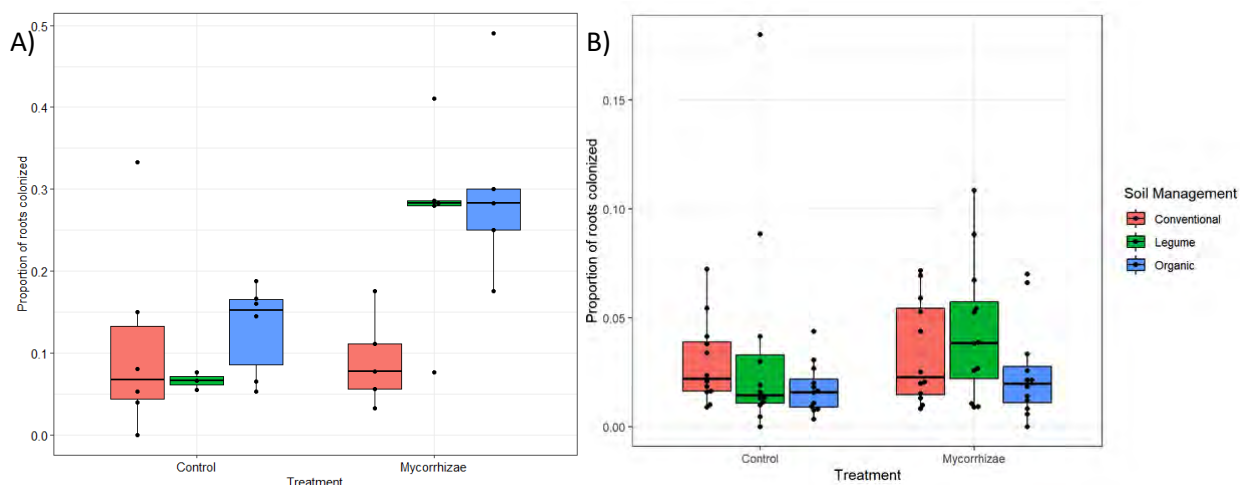 A)
Proportion of roots colonized
0.5
0.4
0.3
0.2
0.1
0.0
Control
Mycorrhizae
Treatment
B)
Proportion of roots colonized
0.15
0.10
0.05
0.00
Control
Mycorrhizae
Treatment
Soil Management
Conventional
Legume
Organic